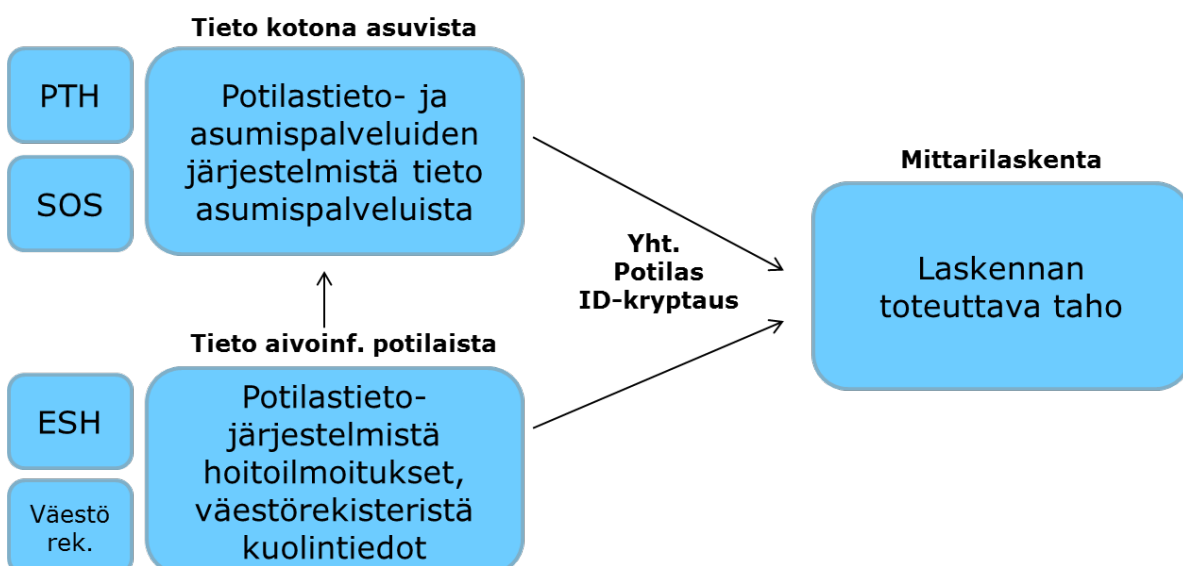 Tieto kotona asuvista
PTH
SOS
Potilastieto- ja
asumispalveluiden
järjestelmistä tieto
asumispalveluista
Mittarilaskenta
Laskennan
toteuttava taho
Yht.
Potilas
ID-kryptaus
Tieto aivoinf. potilaista
ESH
Väestö
rek.
Potilastieto-
järjestelmistä
hoitoilmoitukset,
väestörekisteristä
kuolintiedot